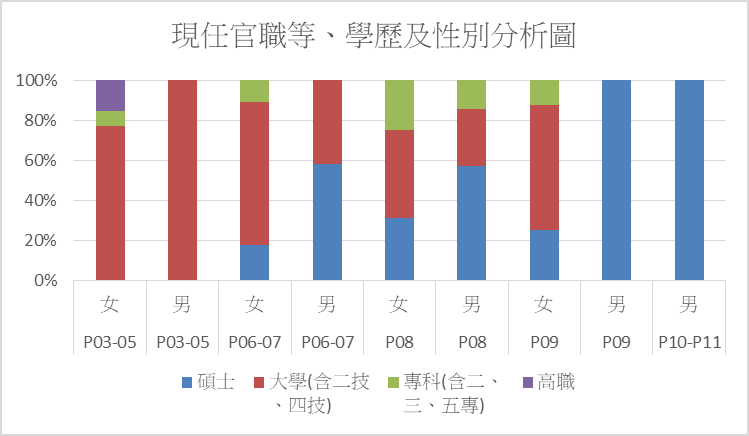 現任官職等、學歷及性別分析圖
100%
80%
60%
40%
20%
0%
女 男 女 男 女 男 女 男 男
P03-05 P03-05 P06-07 P06-07 P08 P08 P09 P09 P10-P11
碩士
大學(含二技
、四技)
專科(含二、
三、五專)
高職